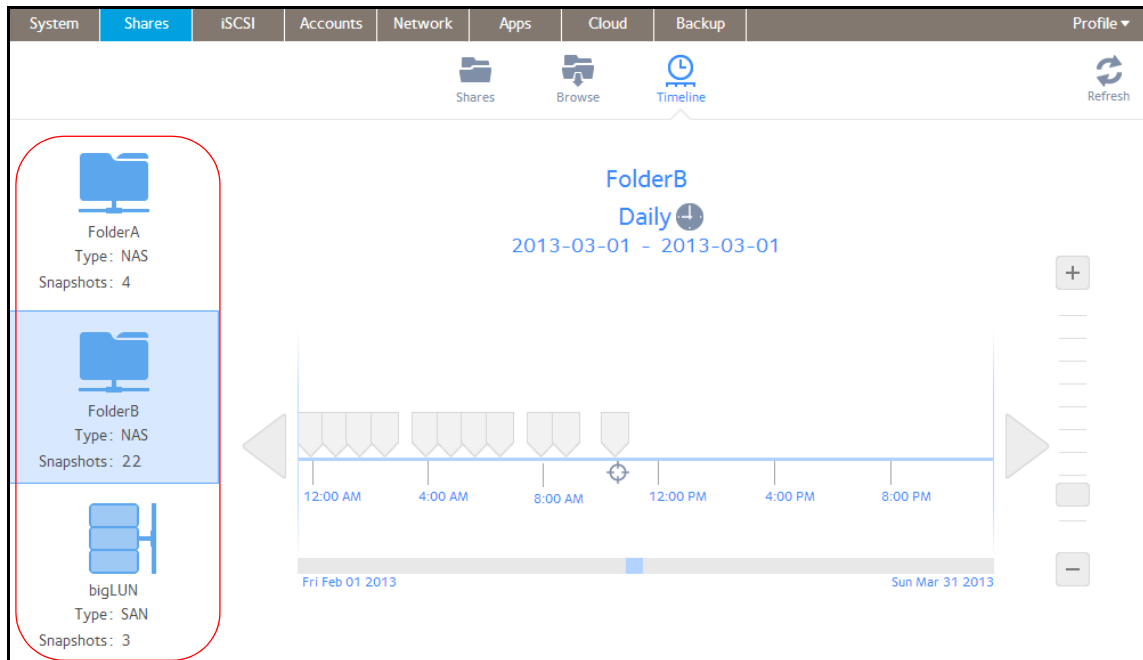 System Shares iSCSI Accounts Network Apps Cloud Backup Profile
Shares Browse Timeline Refresh
FolderA
Type: NAS
Snapshots: 4
FolderB
Type: NAS
Snapshots: 22
bigLUN
Type: SAN
Snapshots: 3
FolderB
Daily
2013-03-01 - 2013-03-01
+
12:00 AM 4:00 AM 8:00 AM 12:00 PM 4:00 PM 8:00 PM
Fri Feb 01 2013 Sun Mar 31 2013
−